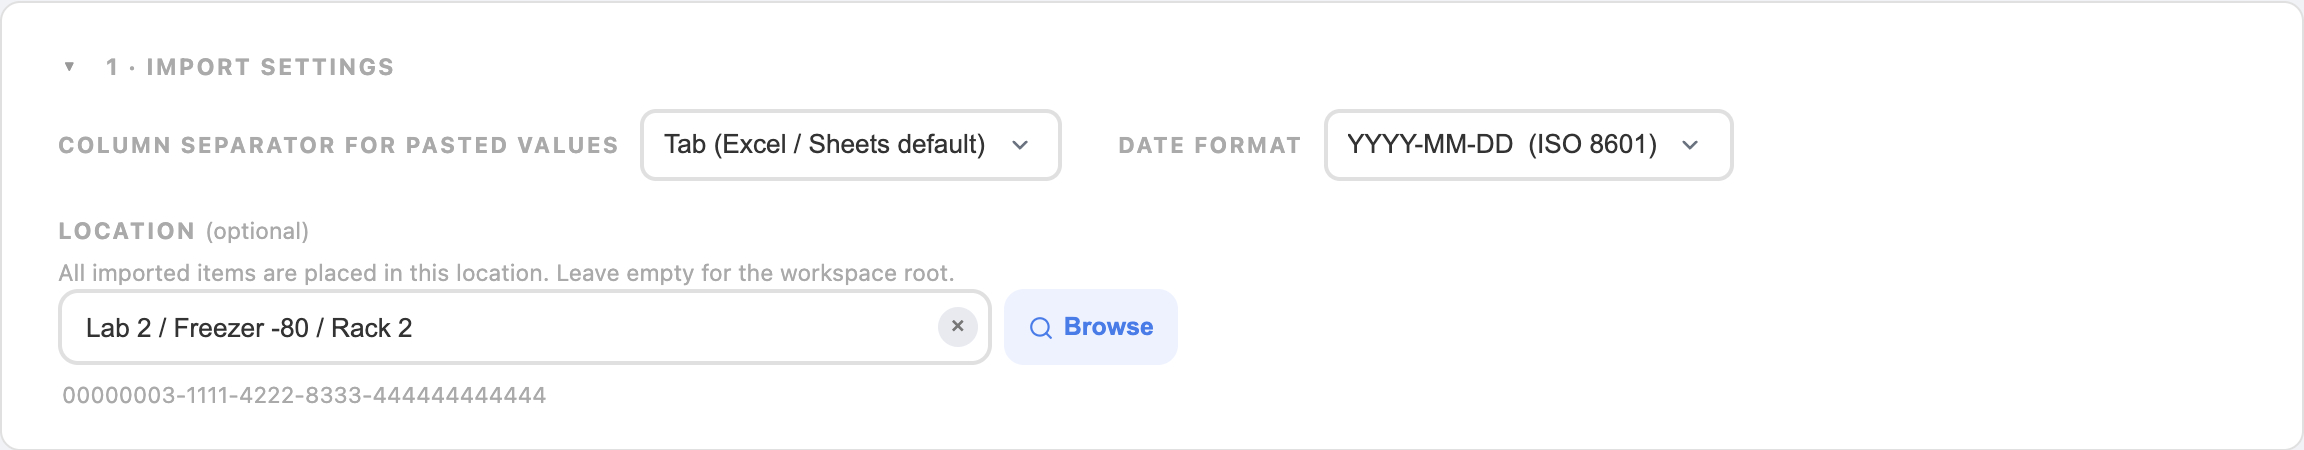 1 · IMPORT SETTINGS
COLUMN SEPARATOR FOR PASTED VALUES Tab (Excel / Sheets default) DATE FORMAT YYYY-MM-DD (ISO 8601)
LOCATION (optional)
All imported items are placed in this location. Leave empty for the workspace root.
Lab 2 / Freezer -80 / Rack 2 × Browse
00000003-1111-4222-8333-444444444444